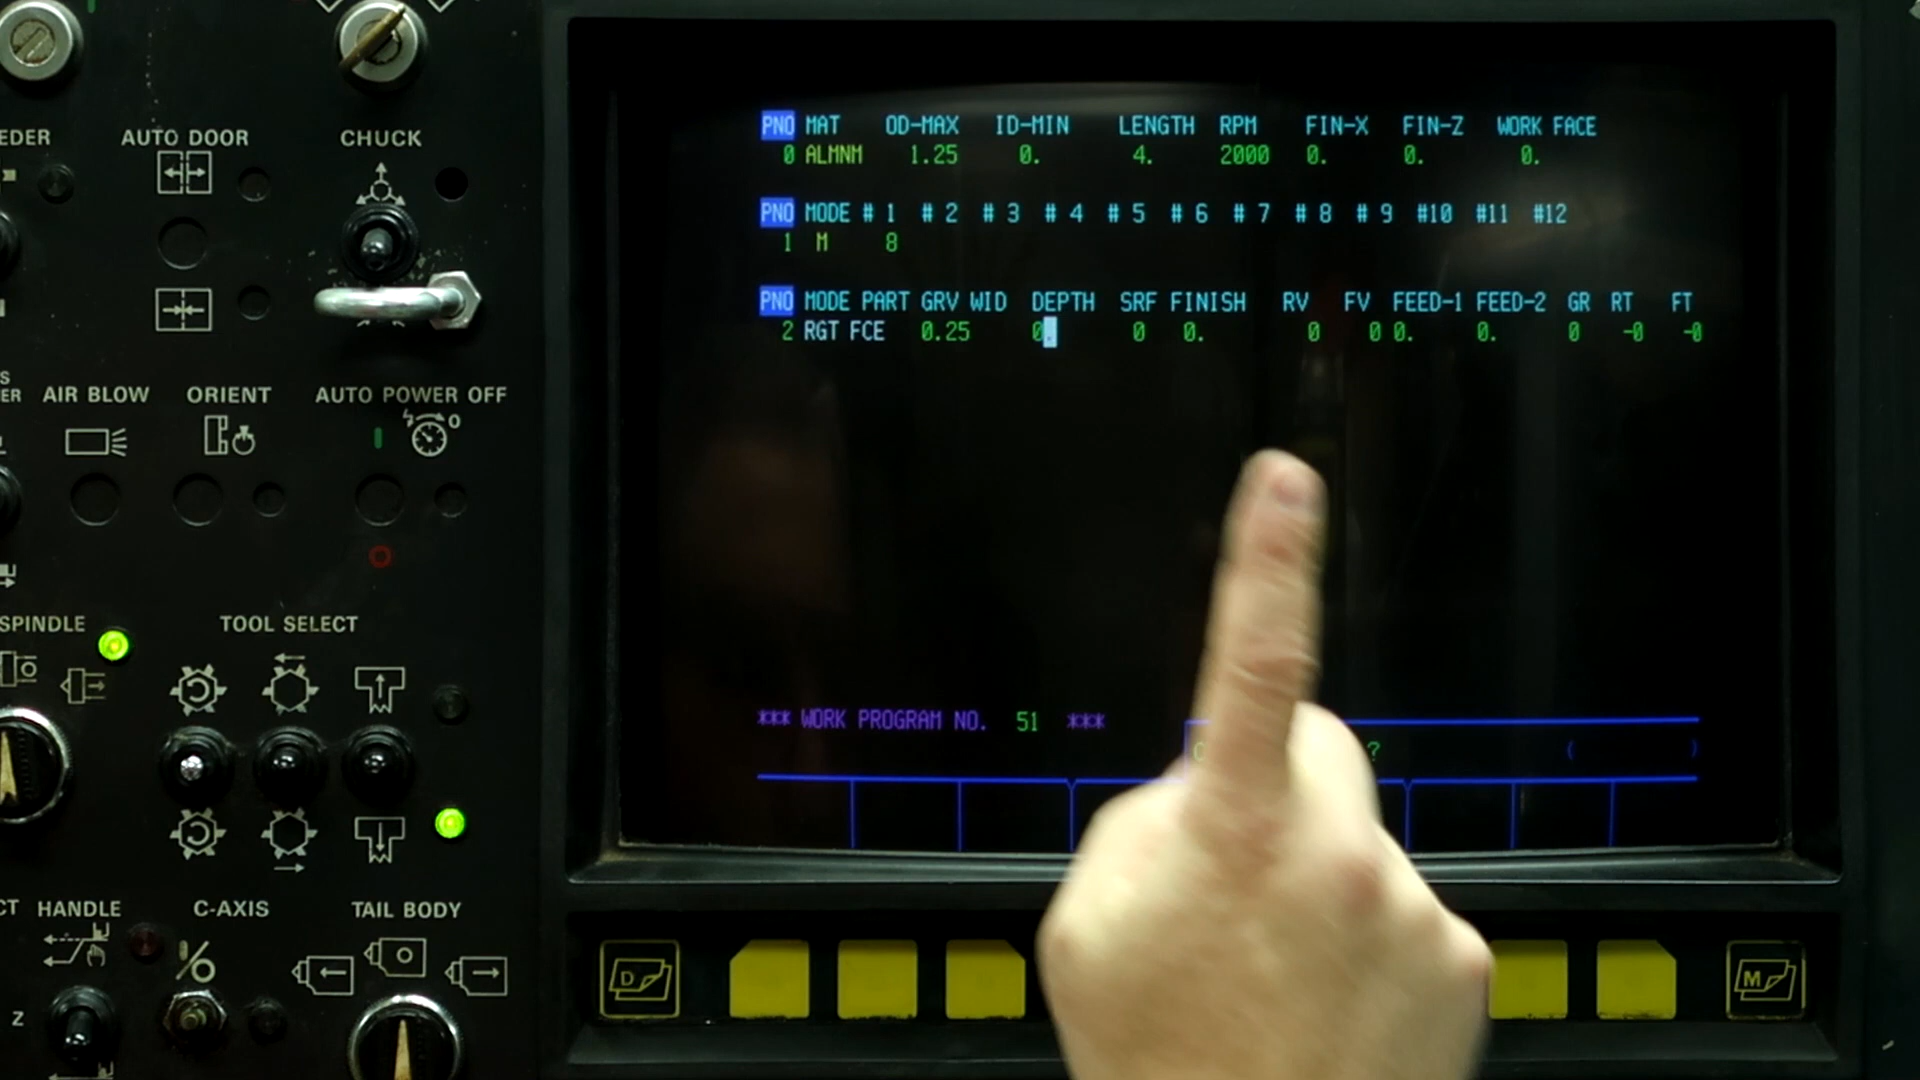 EDER
AUTO DOOR
CHUCK
S
ER
AIR BLOW
ORIENT
AUTO POWER OFF
SPINDLE
TOOL SELECT
CT
HANDLE
C-AXIS
TAIL BODY
Z
PNO MAT OD-MAX ID-MIN LENGTH RPM FIN-X FIN-Z WORK FACE
0 ALMNM 1.25 0. 4. 2000 0. 0. 0.
PNO MODE # 1 # 2 # 3 # 4 # 5 # 6 # 7 # 8 # 9 #10 #11 #12
1 M 8
PNO MODE PART GRV WID DEPTH SRF FINISH RV FV FEED-1 FEED-2 GR RT FT
2 RGT FCE 0.25 0. 0 0. 0 0 0. 0. 0 -0 -0
*** WORK PROGRAM NO. 51 ***
? ( )
D
M